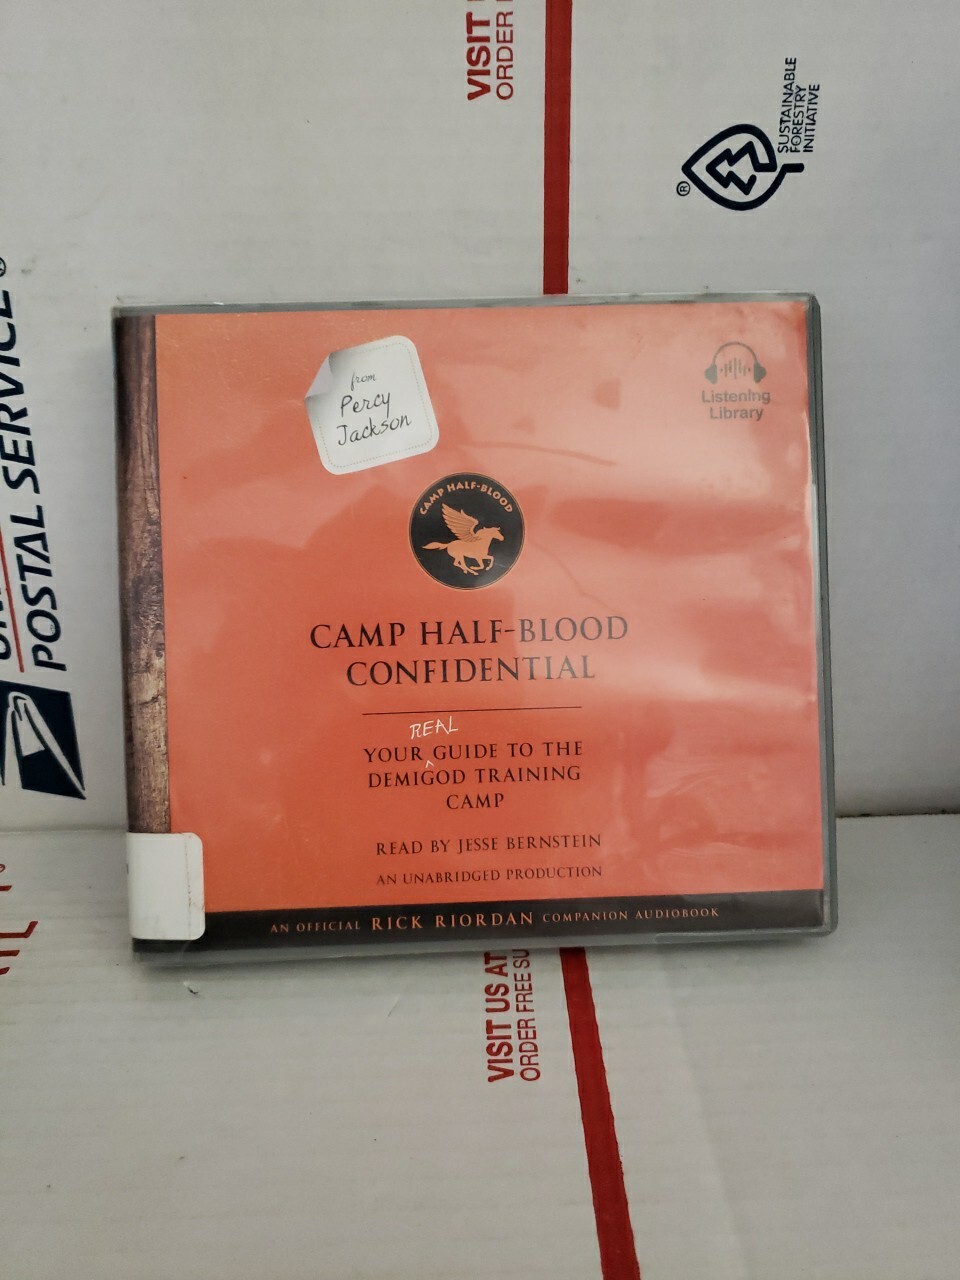 VISIT
ORDER
SUSTAINABLE
FORESTRY
INITIATIVE
®
®
POSTAL SERVICE
from
Percy
Jackson
Listening
Library
CAMP HALF-BLOOD
CAMP HALF-BLOOD
CONFIDENTIAL
REAL
YOUR ^ GUIDE TO THE
DEMIGOD TRAINING
CAMP
READ BY JESSE BERNSTEIN
AN UNABRIDGED PRODUCTION
AN OFFICIAL RICK RIORDAN COMPANION AUDIOBOOK
VISIT US AT
ORDER FREE SU